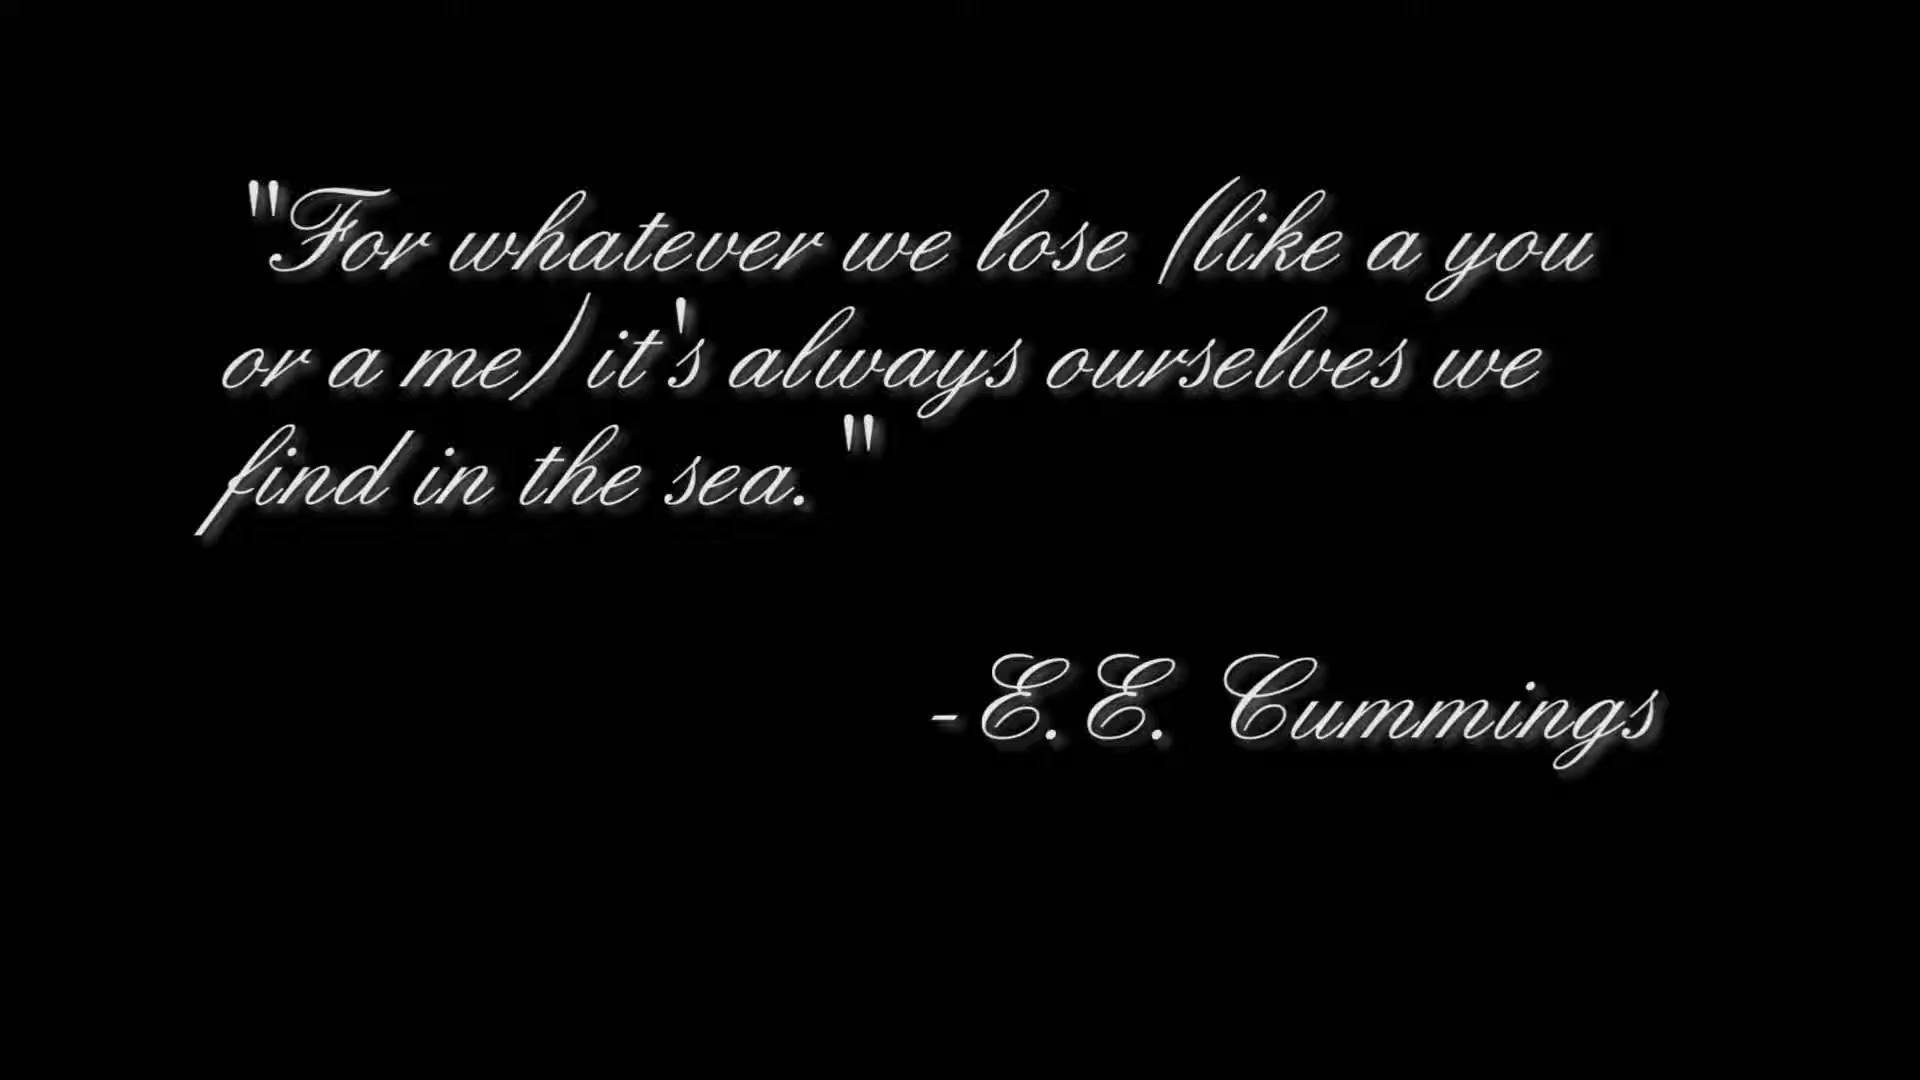 "For whatever we lose (like a you
or a me) it's always ourselves we
find in the sea. "
-E.E. Cummings